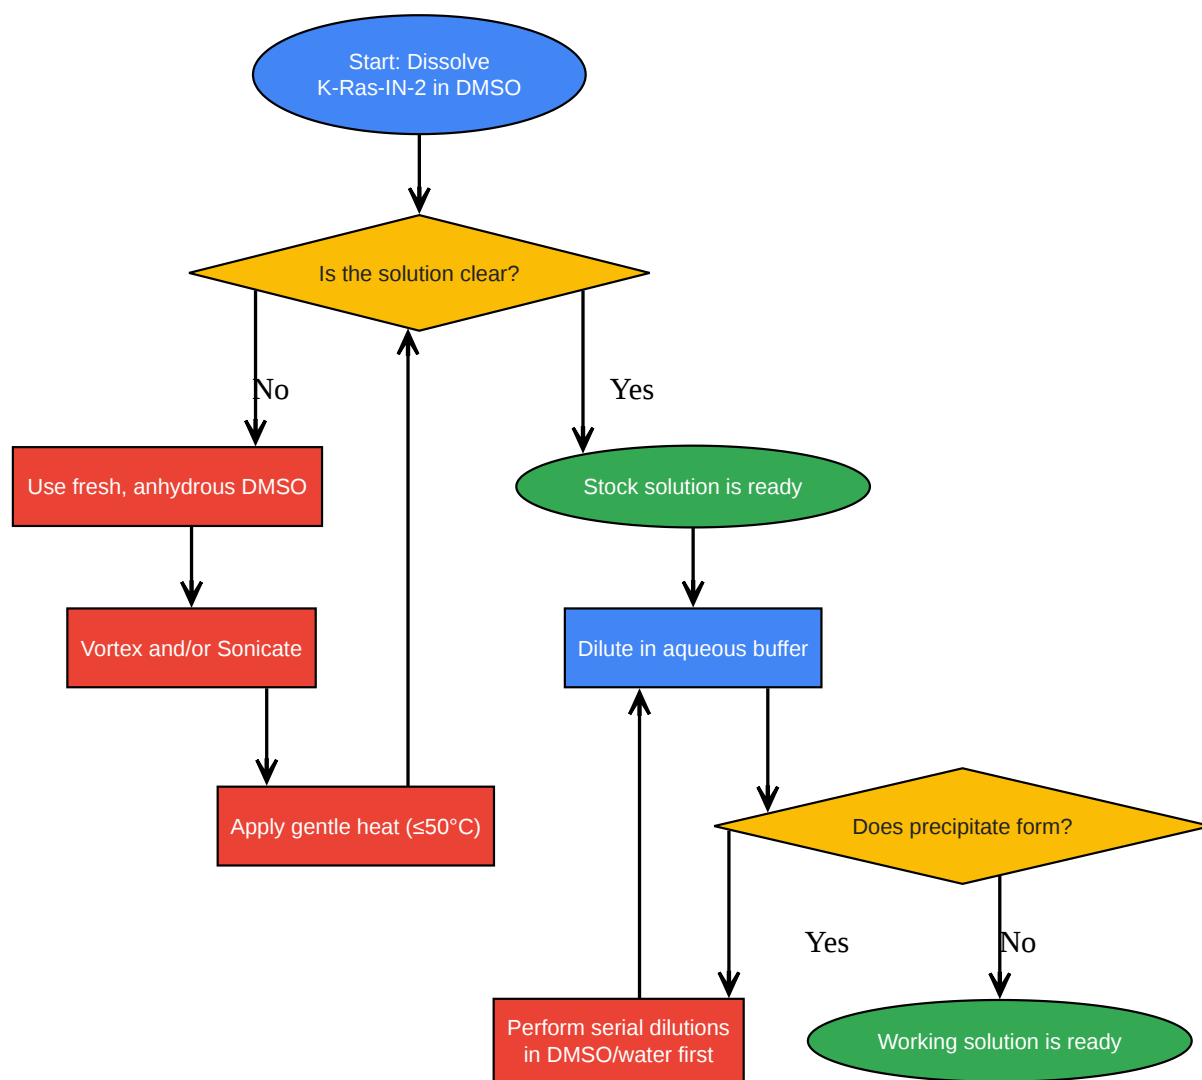 Start: Dissolve
K-Ras-IN-2 in DMSO
Is the solution clear?
No
Yes
Use fresh, anhydrous DMSO
Stock solution is ready
Vortex and/or Sonicate
Dilute in aqueous buffer
Apply gentle heat (≤50°C)
Does precipitate form?
Yes
No
Perform serial dilutions
in DMSO/water first
Working solution is ready